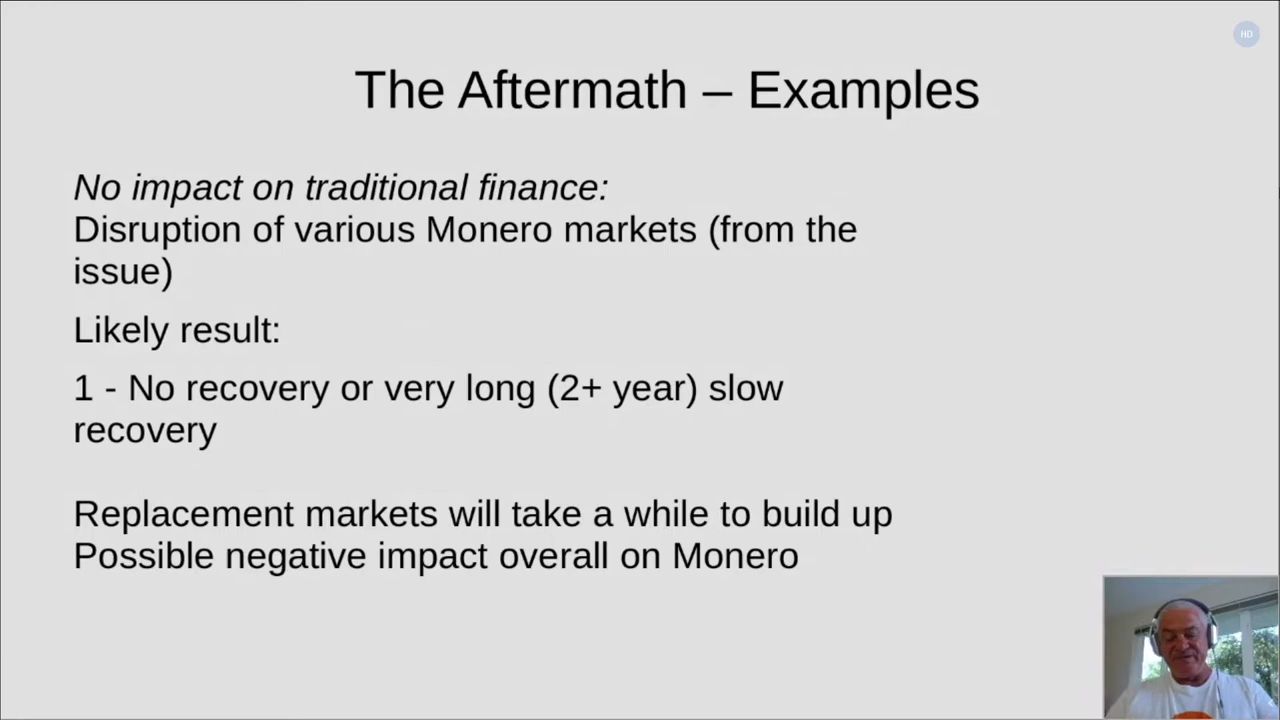 HD
The Aftermath – Examples
No impact on traditional finance:
Disruption of various Monero markets (from the
issue)
Likely result:
1 - No recovery or very long (2+ year) slow
recovery
Replacement markets will take a while to build up
Possible negative impact overall on Monero